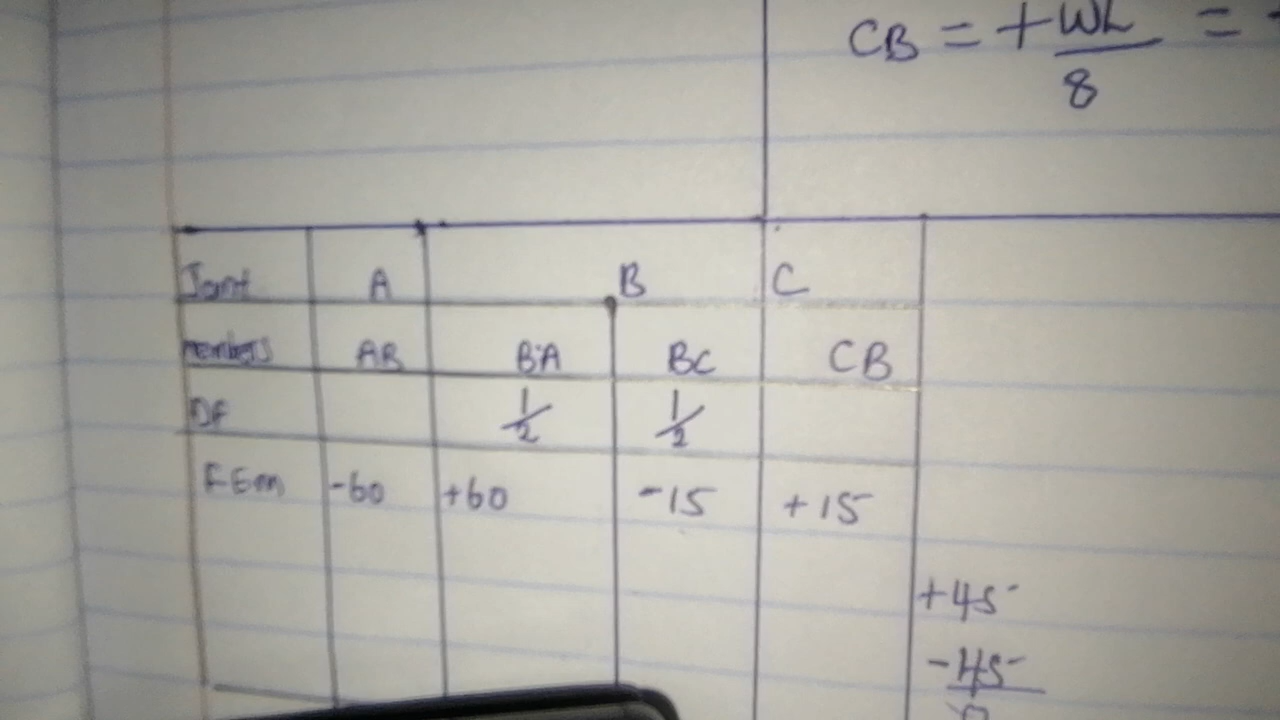 CB = + WL =
8
Joint A B C
members AB BA BC CB
DF 1/2 1/2
FEm -60 +60 -15 +15
+45
-45
0